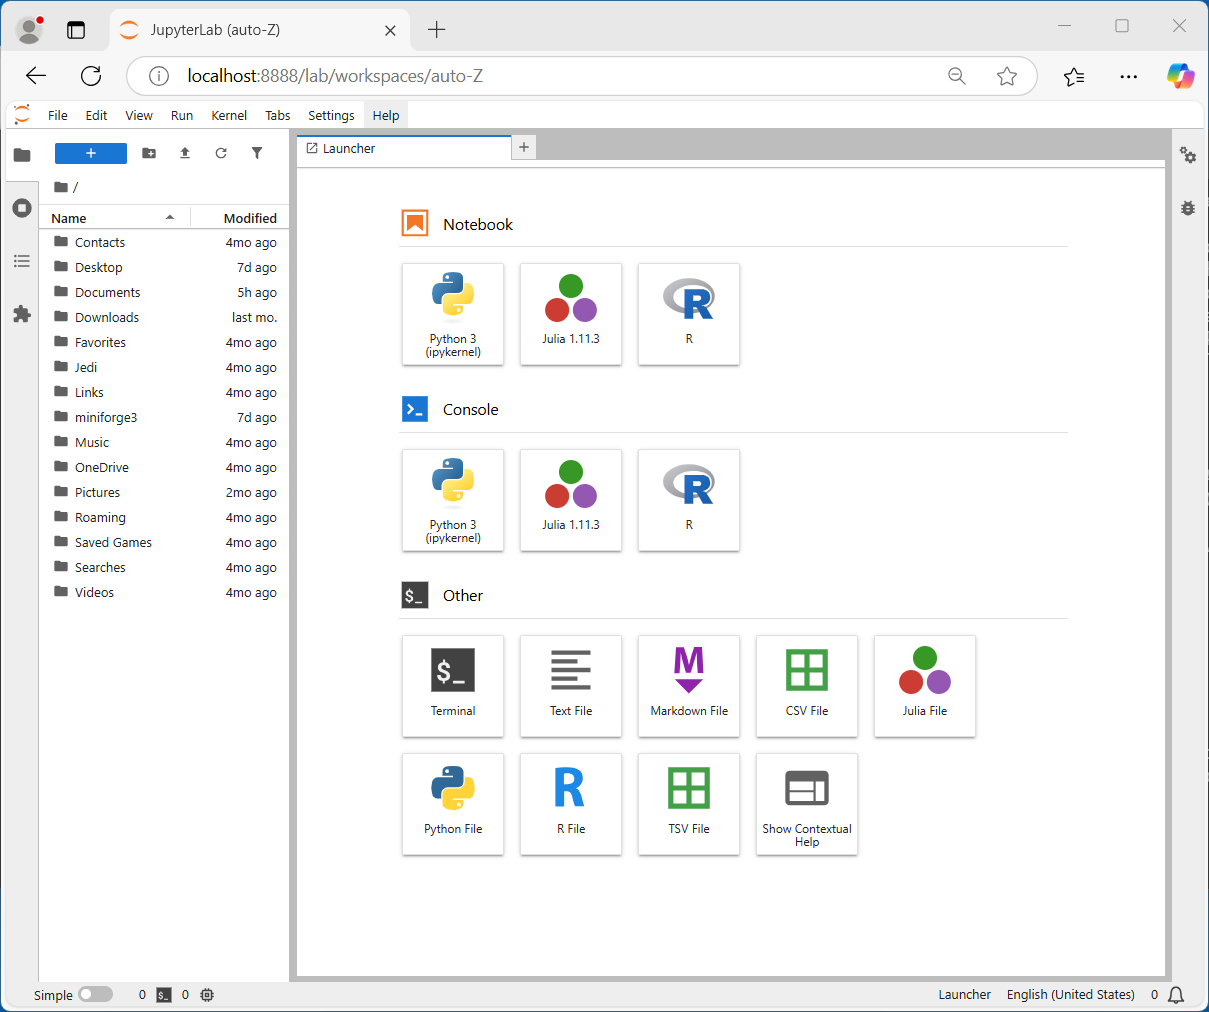 JupyterLab (auto-Z)
localhost:8888/lab/workspaces/auto-Z
File Edit View Run Kernel Tabs Settings Help
Launcher
/
Name Modified
Contacts 4mo ago
Desktop 7d ago
Documents 5h ago
Downloads last mo.
Favorites 4mo ago
Jedi 4mo ago
Links 4mo ago
miniforge3 7d ago
Music 4mo ago
OneDrive 4mo ago
Pictures 2mo ago
Roaming 4mo ago
Saved Games 4mo ago
Searches 4mo ago
Videos 4mo ago
Notebook
Python 3
(ipykernel)
Julia 1.11.3
R
R
Console
Python 3
(ipykernel)
Julia 1.11.3
R
R
$_ Other
$_
Terminal
Text File
M
Markdown File
CSV File
Julia File
Python File
R
R File
TSV File
Show Contextual
Help
Simple 0 $_ 0
Launcher English (United States) 0